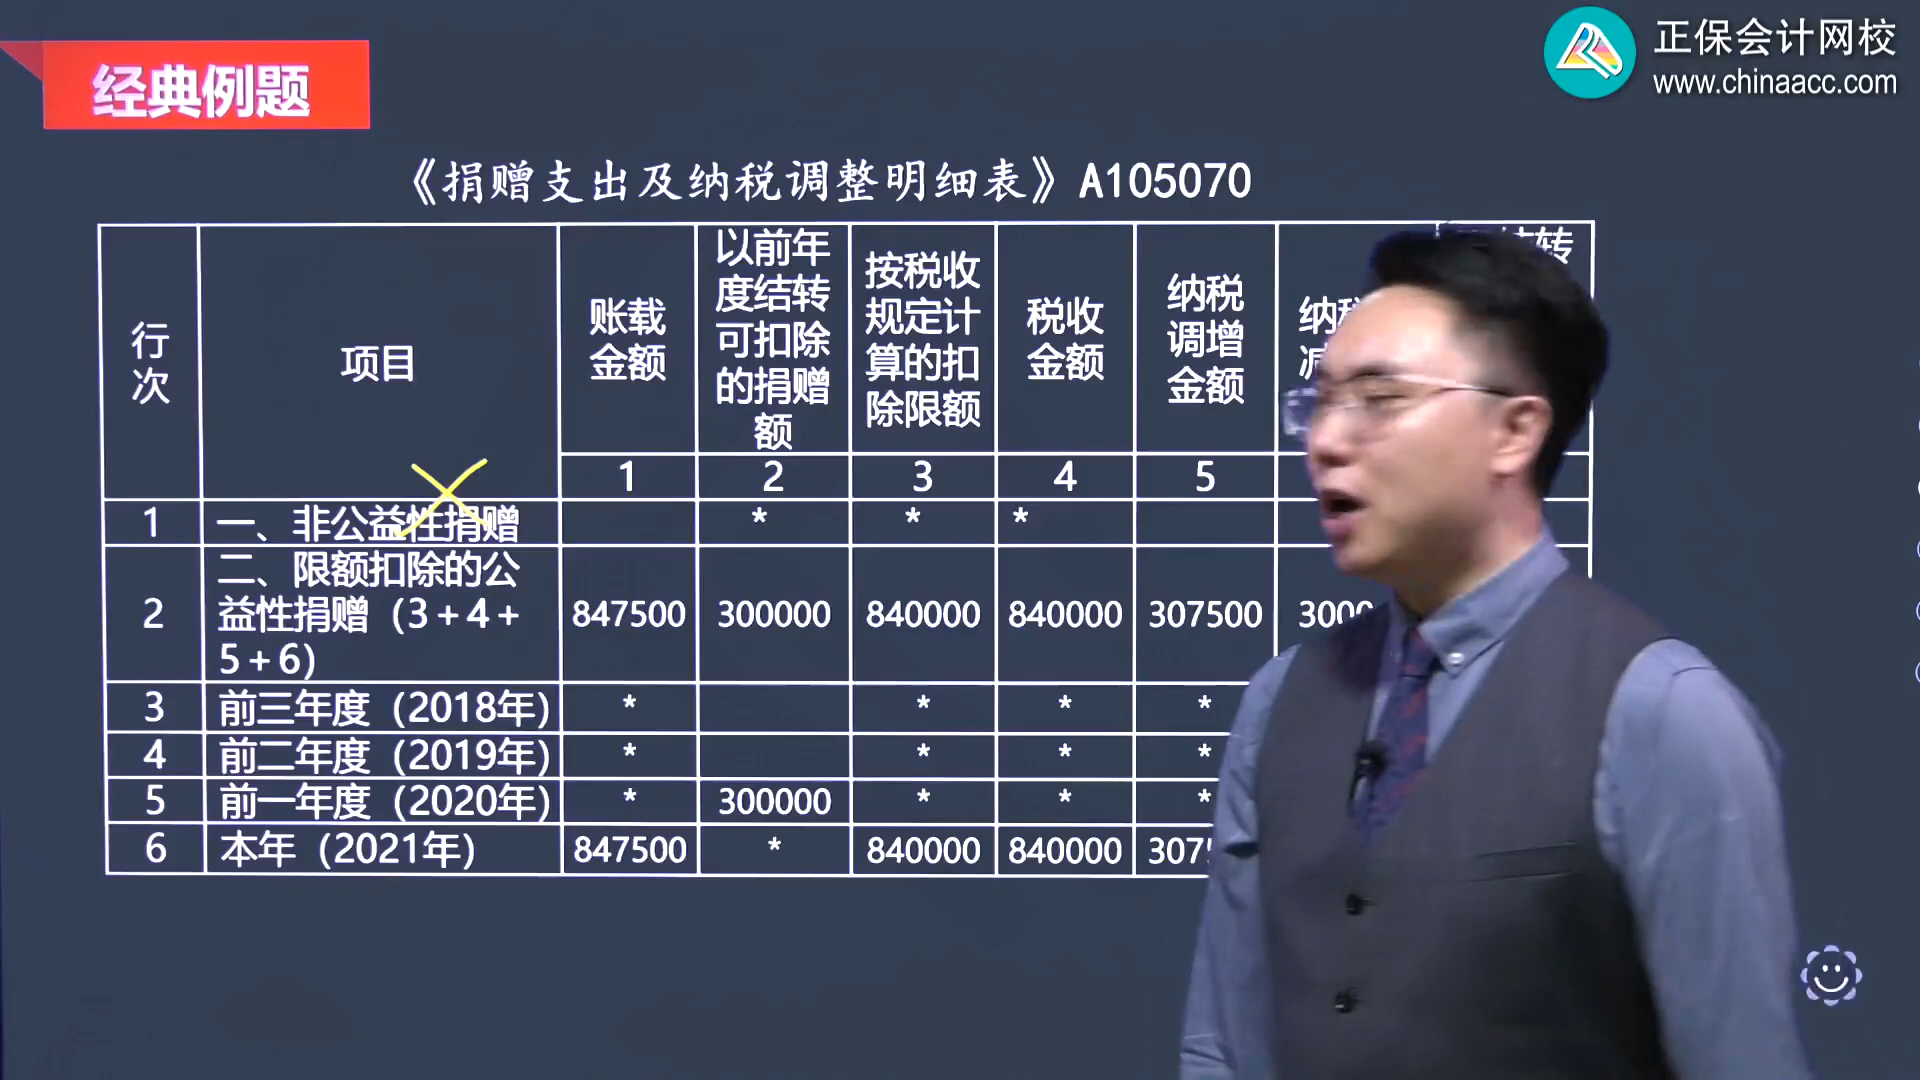 正保会计网校
www.chinaacc.com
经典例题
《捐赠支出及纳税调整明细表》A105070
行次
项目
账载金额
以前年度结转可扣除的捐赠额
按税收规定计算的扣除限额
税收金额
纳税调增金额
纳税
结转
1
2
3
4
5
1
一、非公益性捐赠
*
*
*
2
二、限额扣除的公益性捐赠（3+4+5+6）
847500
300000
840000
840000
307500
3000
3
前三年度（2018年）
*
*
*
*
4
前二年度（2019年）
*
*
*
*
5
前一年度（2020年）
*
300000
*
*
*
6
本年（2021年）
847500
*
840000
840000
307